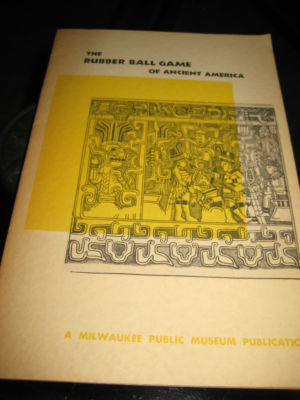 THE
RUBBER BALL GAME
OF ANCIENT AMERICA
A MILWAUKEE PUBLIC MUSEUM PUBLICATIO